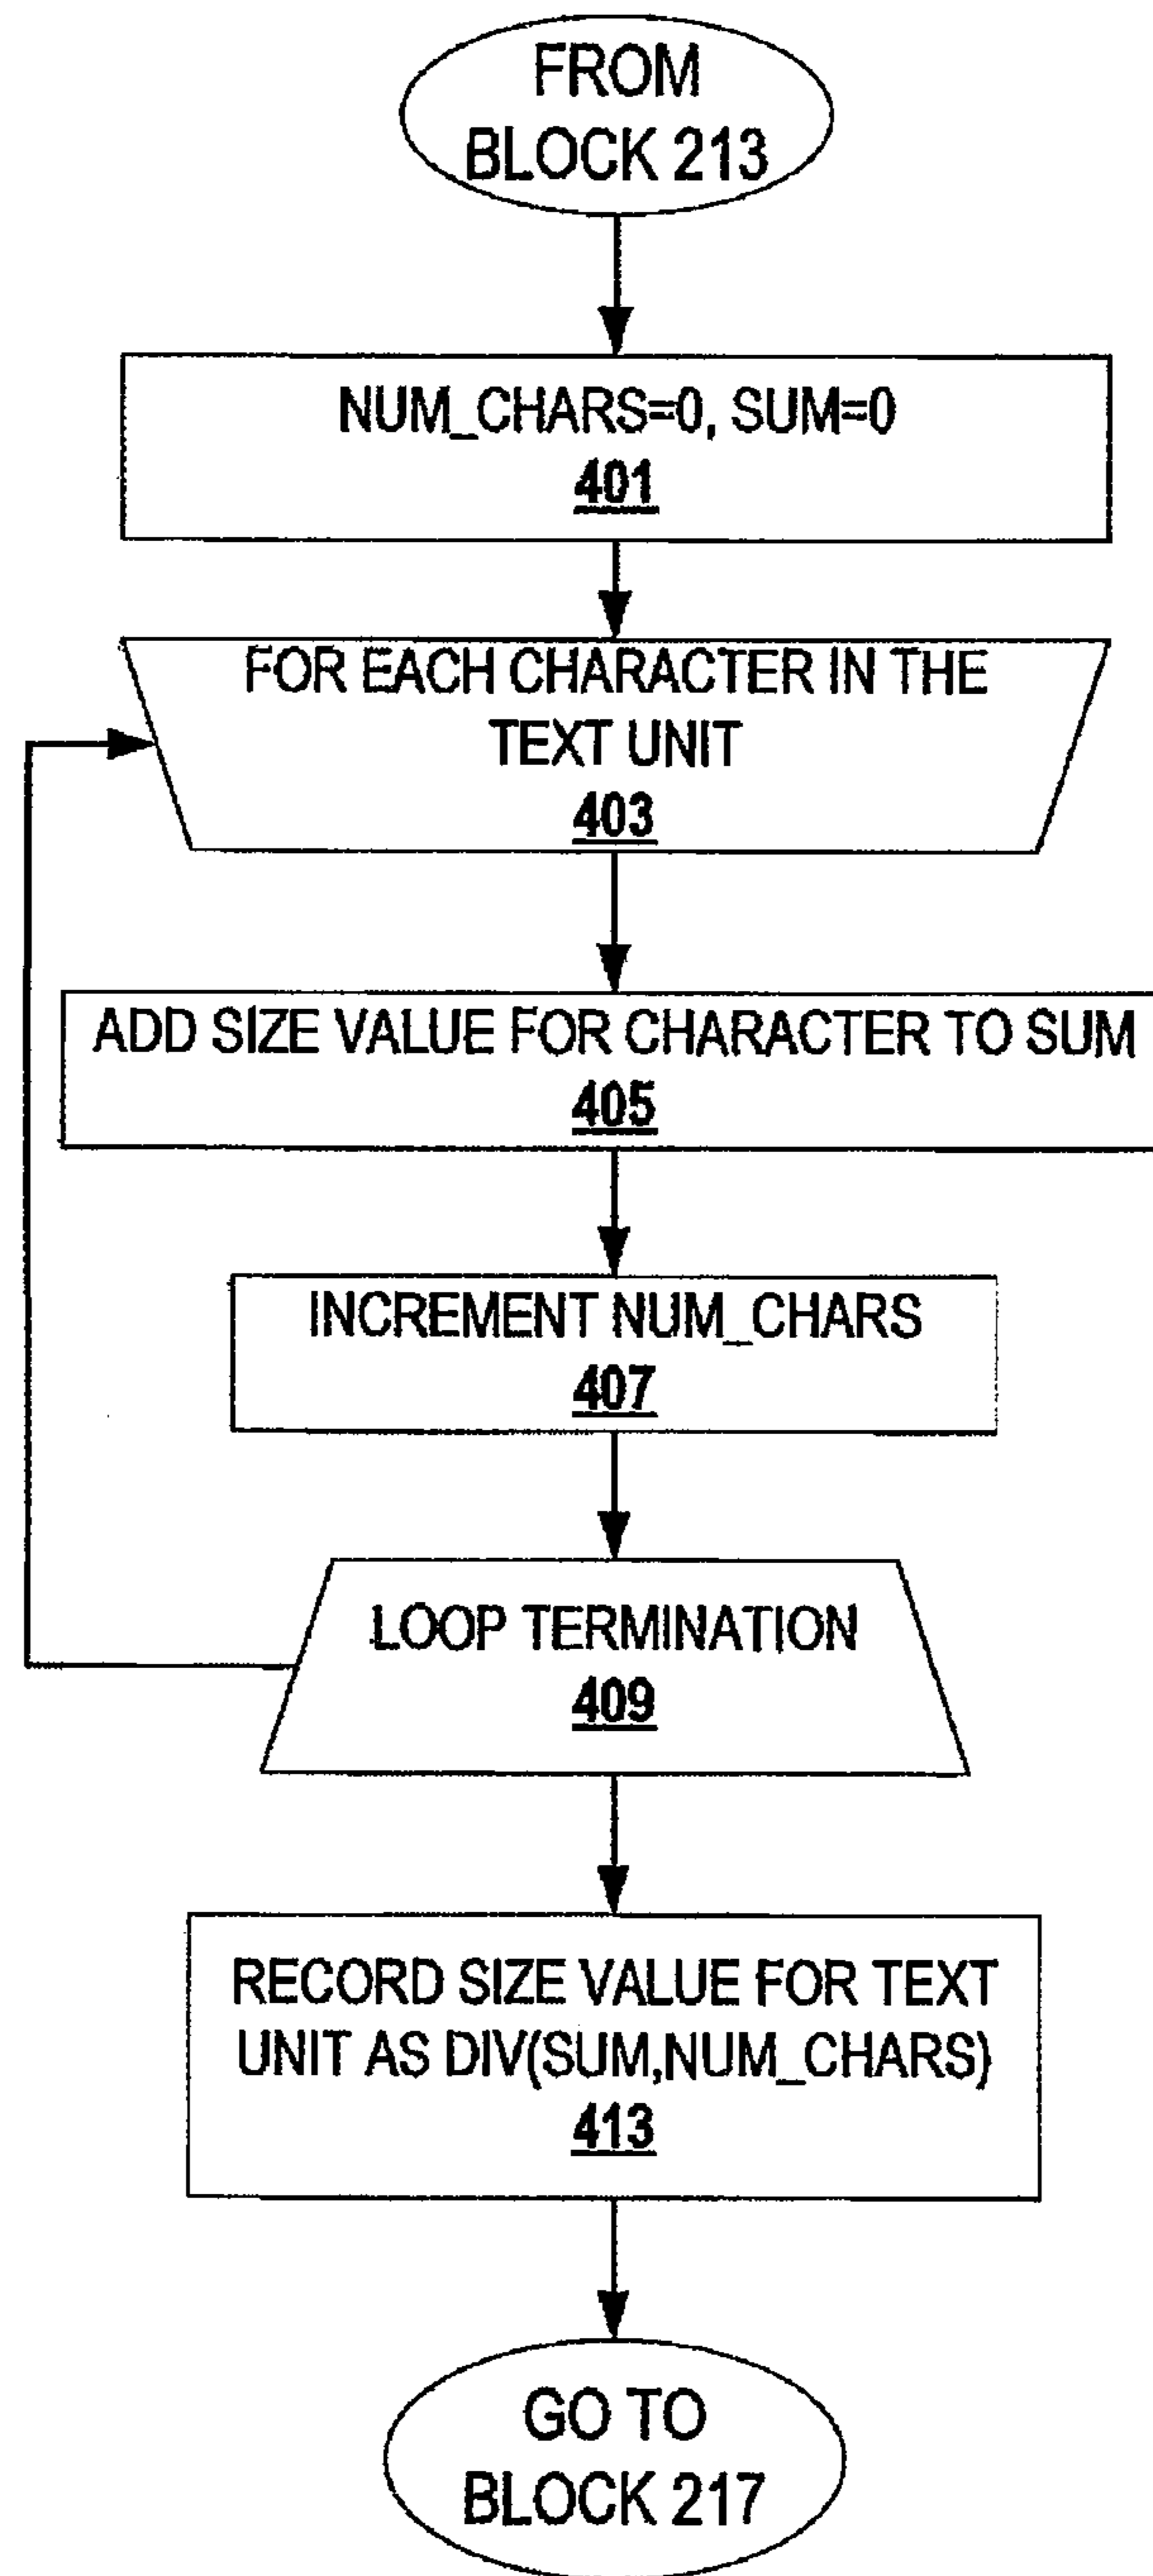 FROM
BLOCK 213
NUM_CHARS=0, SUM=0
401
FOR EACH CHARACTER IN THE
TEXT UNIT
403
ADD SIZE VALUE FOR CHARACTER TO SUM
405
INCREMENT NUM_CHARS
407
LOOP TERMINATION
409
RECORD SIZE VALUE FOR TEXT
UNIT AS DIV(SUM,NUM_CHARS)
413
GO TO
BLOCK 217